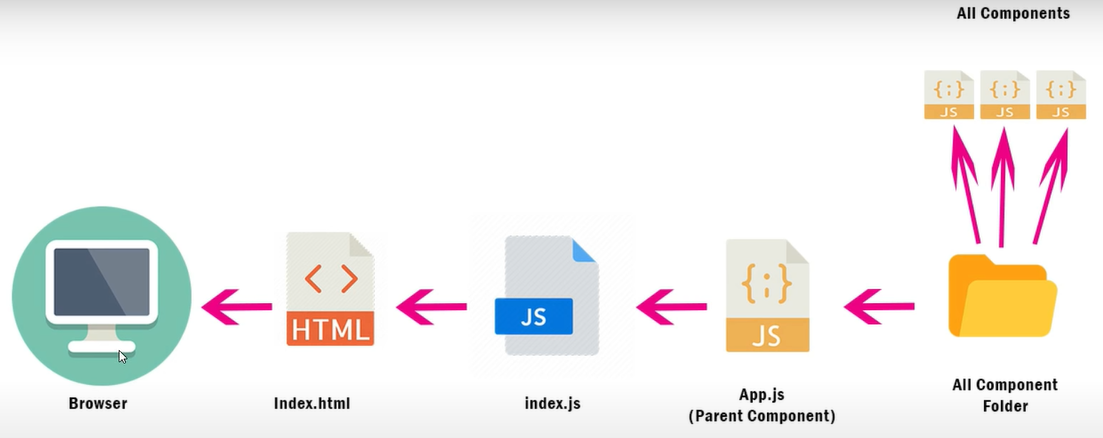 All Components
{;} {;} {;}
JS JS JS
< >
HTML
JS
{;}
JS
Browser
Index.html
index.js
App.js
(Parent Component)
All Component
Folder